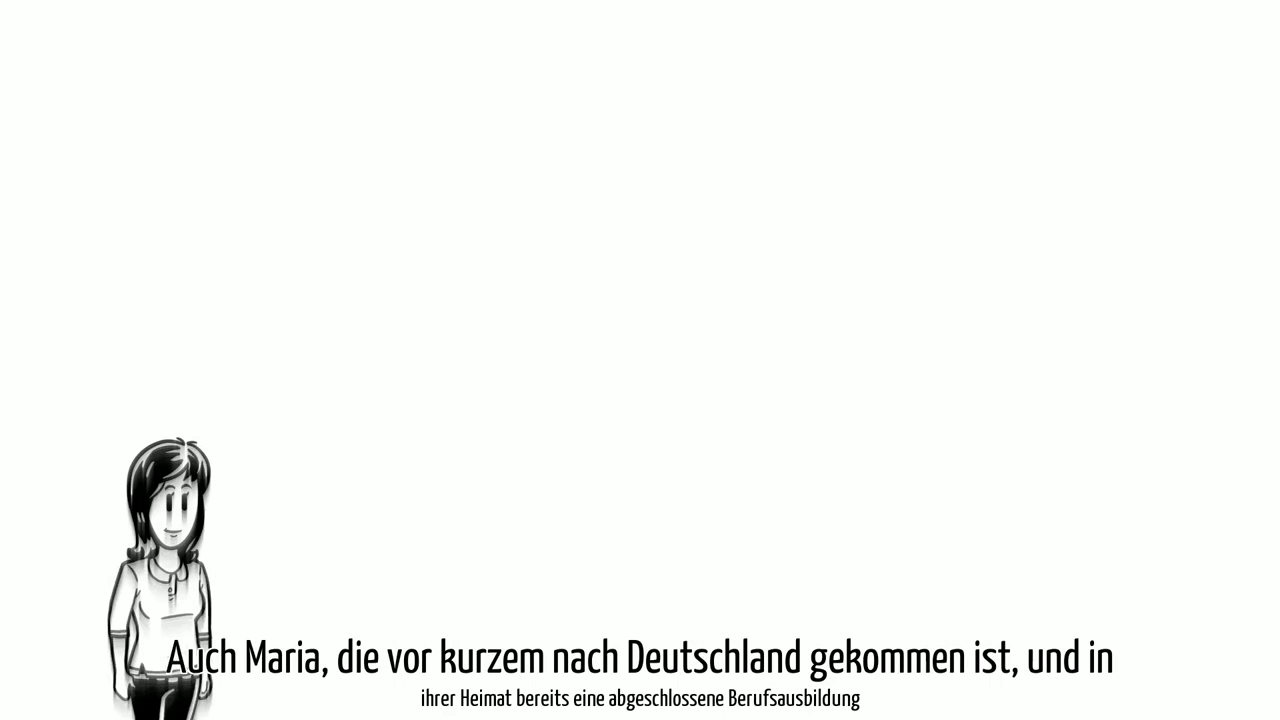 Auch Maria, die vor kurzem nach Deutschland gekommen ist, und in
ihrer Heimat bereits eine abgeschlossene Berufsausbildung